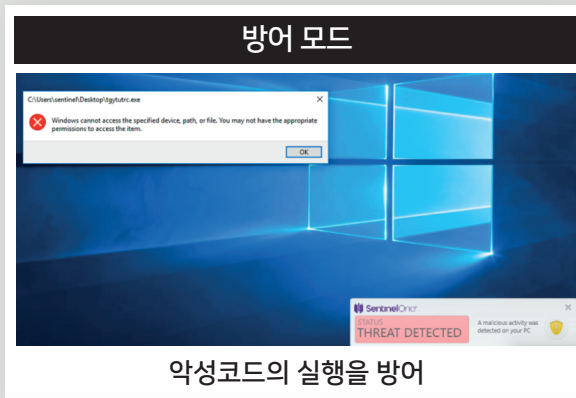 방어 모드
C:\Users\sentinel\Desktop\tgytutrc.exe
Windows cannot access the specified device, path, or file. You may not have the appropriate
permissions to access the item.
OK
SentinelOne
STATUS
THREAT DETECTED
A malicious activity was
detected on your PC
악성코드의 실행을 방어